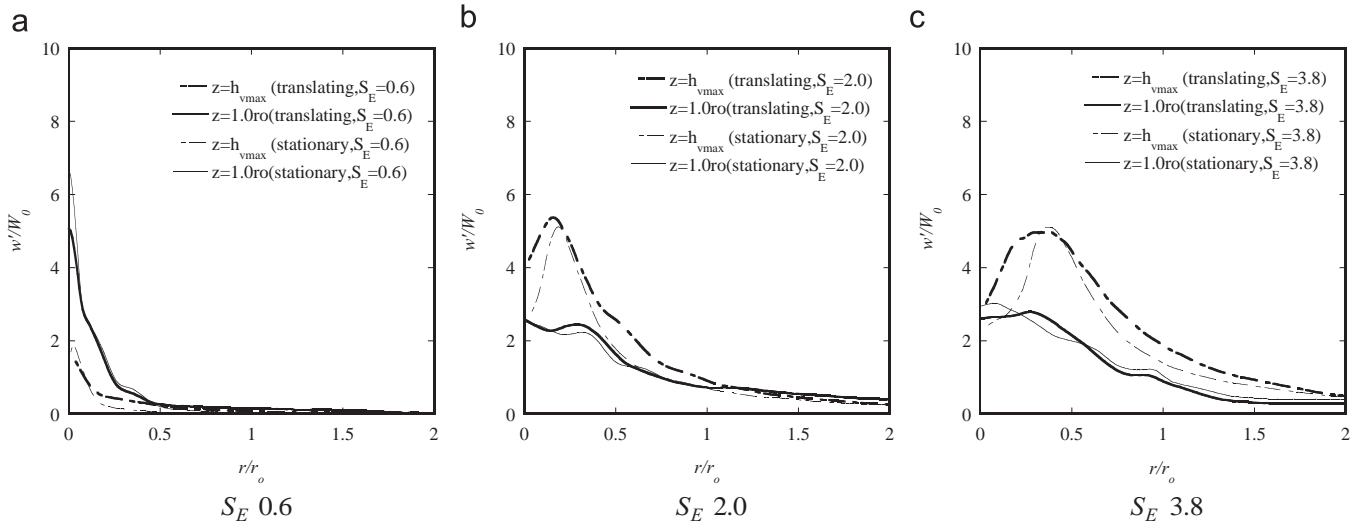 a
10
8
6
4
2
0
w'/W0
z=hvmax (translating,SE=0.6)
z=1.0ro(translating,SE=0.6)
z=hvmax (stationary,SE=0.6)
z=1.0ro(stationary,SE=0.6)
0 0.5 1 1.5 2
r/ro
SE 0.6
b
10
8
6
4
2
0
w'/W0
z=hvmax (translating,SE=2.0)
z=1.0ro(translating,SE=2.0)
z=hvmax (stationary,SE=2.0)
z=1.0ro(stationary,SE=2.0)
0 0.5 1 1.5 2
r/ro
SE 2.0
c
10
8
6
4
2
0
w'/W0
z=hvmax (translating,SE=3.8)
z=1.0ro(translating,SE=3.8)
z=hvmax (stationary,SE=3.8)
z=1.0ro(stationary,SE=3.8)
0 0.5 1 1.5 2
r/ro
SE 3.8